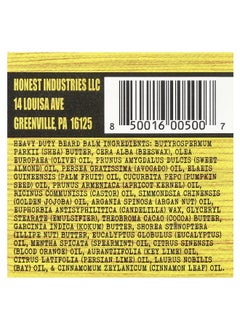 HONEST INDUSTRIES LLC
14 LOUISA AVE
GREENVILLE, PA 16125
8 50016 00500 7
HEAVY DUTY BEARD BALM INGREDIENTS: BUTYROSPERMUM
PARKII (SHEA) BUTTER, CERA ALBA (BEESWAX), OLEA
EUROPAEA (OLIVE) OIL, PRUNUS AMYGDALUS DULCIS (SWEET
ALMOND) OIL, PERSEA GRATISSIMA (AVOCADO) OIL, ELAEIS
GUINEENSIS (PALM FRUIT) OIL, CUCURBITA PEPO (PUMPKIN
SEED) OIL, PRUNUS ARMENIACA (APRICOT KERNEL) OIL,
RICINUS COMMUNIS (CASTOR) OIL, SIMMONDSIA CHINENSIS
(GOLDEN JOJOBA) OIL, ARGANIA SPINOSA (ARGAN NUT) OIL,
EUPHORBIA ANTISYPHILITICA (CANDELILLA) WAX, GLYCERYL
STEARATE (EMULSIFIER), THEOBROMA CACAO (COCOA) BUTTER,
GARCINIA INDICA (KOKUM) BUTTER, SHOREA STENOPTERA
(ILLIPE NUT) BUTTER, EUCALYPTUS GLOBULUS (EUCALYPTUS)
OIL, MENTHA SPICATA (SPEARMINT) OIL, CITRUS SINENSIS
(BLOOD ORANGE) OIL, AURANTIIFOLIA (KEY LIME) OIL,
CITRUS LATIFOLIA (PERSIAN LIME) OIL, LAURUS NOBILIS
(BAY) OIL, & CINNAMOMUM ZEYLANICUM (CINNAMON LEAF) OIL.